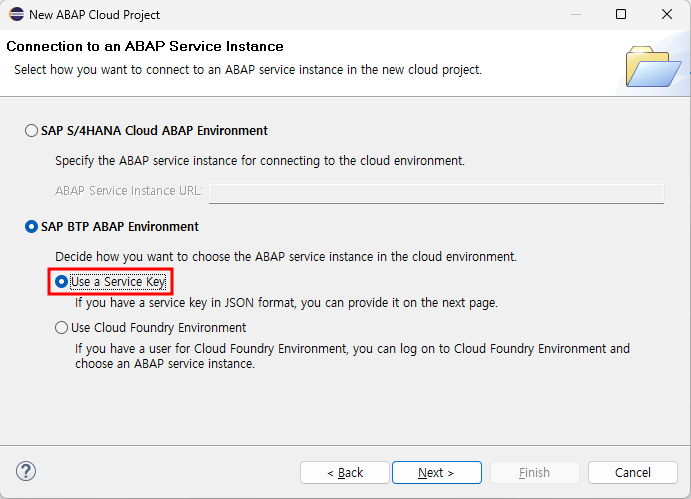 New ABAP Cloud Project
Connection to an ABAP Service Instance
Select how you want to connect to an ABAP service instance in the new cloud project.
SAP S/4HANA Cloud ABAP Environment
Specify the ABAP service instance for connecting to the cloud environment.
ABAP Service Instance URL:
SAP BTP ABAP Environment
Decide how you want to choose the ABAP service instance in the cloud environment.
Use a Service Key
If you have a service key in JSON format, you can provide it on the next page.
Use Cloud Foundry Environment
If you have a user for Cloud Foundry Environment, you can log on to Cloud Foundry Environment and
choose an ABAP service instance.
? < Back Next > Finish Cancel